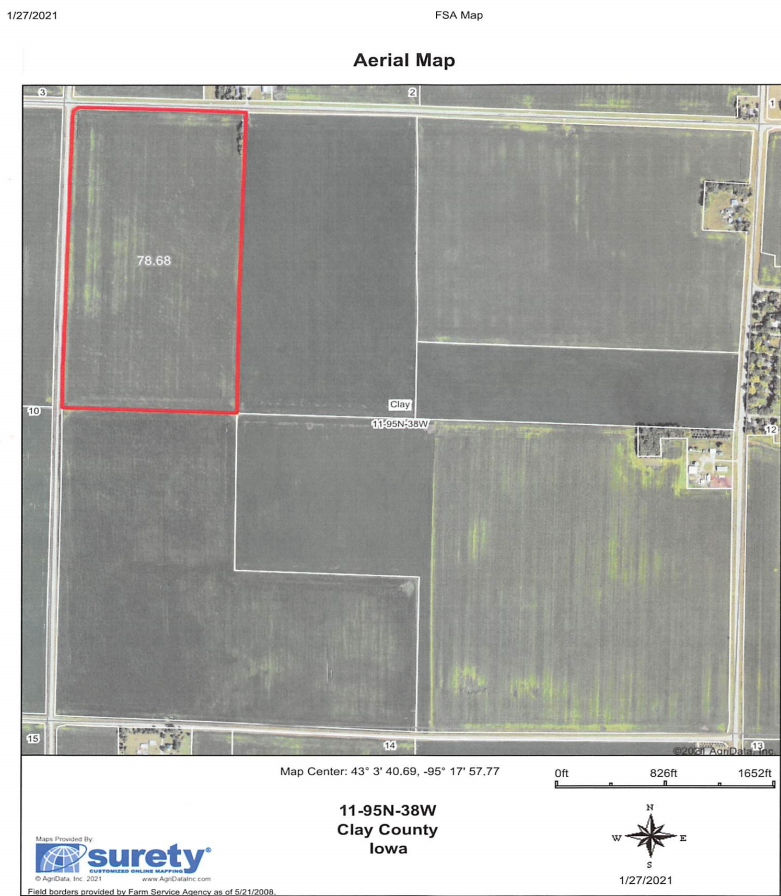 1/27/2021
FSA Map
Aerial Map
3
2
1
78.68
10
Clay
11-95N-38W
12
15
14
13
©2021 AgriData, Inc.
Map Center: 43° 3' 40.69, -95° 17' 57.77
0ft 826ft 1652ft
11-95N-38W
Clay County
Iowa
N
W E
S
1/27/2021
Maps Provided By:
surety®
CUSTOMIZED ONLINE MAPPING
© AgriData, Inc. 2021 www.AgriDataInc.com
Field borders provided by Farm Service Agency as of 5/21/2008.